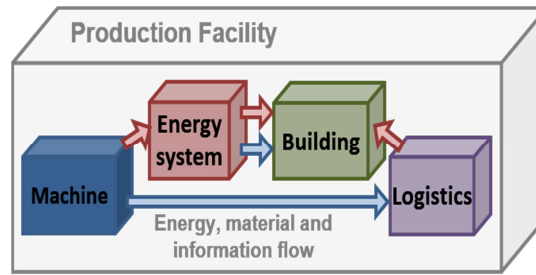 Production Facility
Energy
system
Building
Machine
Logistics
Energy, material and
information flow